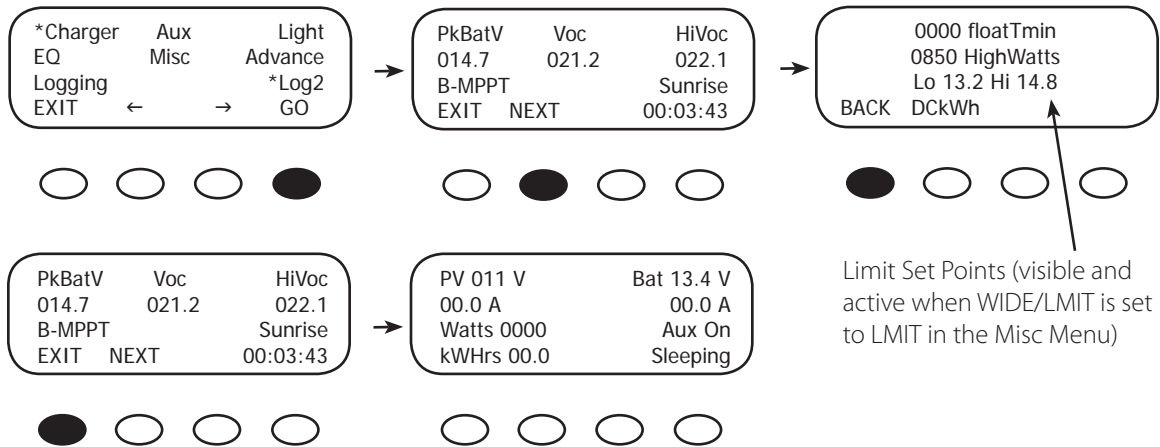 *Charger Aux Light
EQ Misc Advance
Logging *Log2
EXIT ← → GO
PkBatV Voc HiVoc
014.7 021.2 022.1
B-MPPT Sunrise
EXIT NEXT 00:03:43
0000 floatTmin
0850 HighWatts
Lo 13.2 Hi 14.8
BACK DCkWh
Limit Set Points (visible and
active when WIDE/LMIT is set
to LMIT in the Misc Menu)
PkBatV Voc HiVoc
014.7 021.2 022.1
B-MPPT Sunrise
EXIT NEXT 00:03:43
PV 011 V Bat 13.4 V
00.0 A 00.0 A
Watts 0000 Aux On
kWHrs 00.0 Sleeping